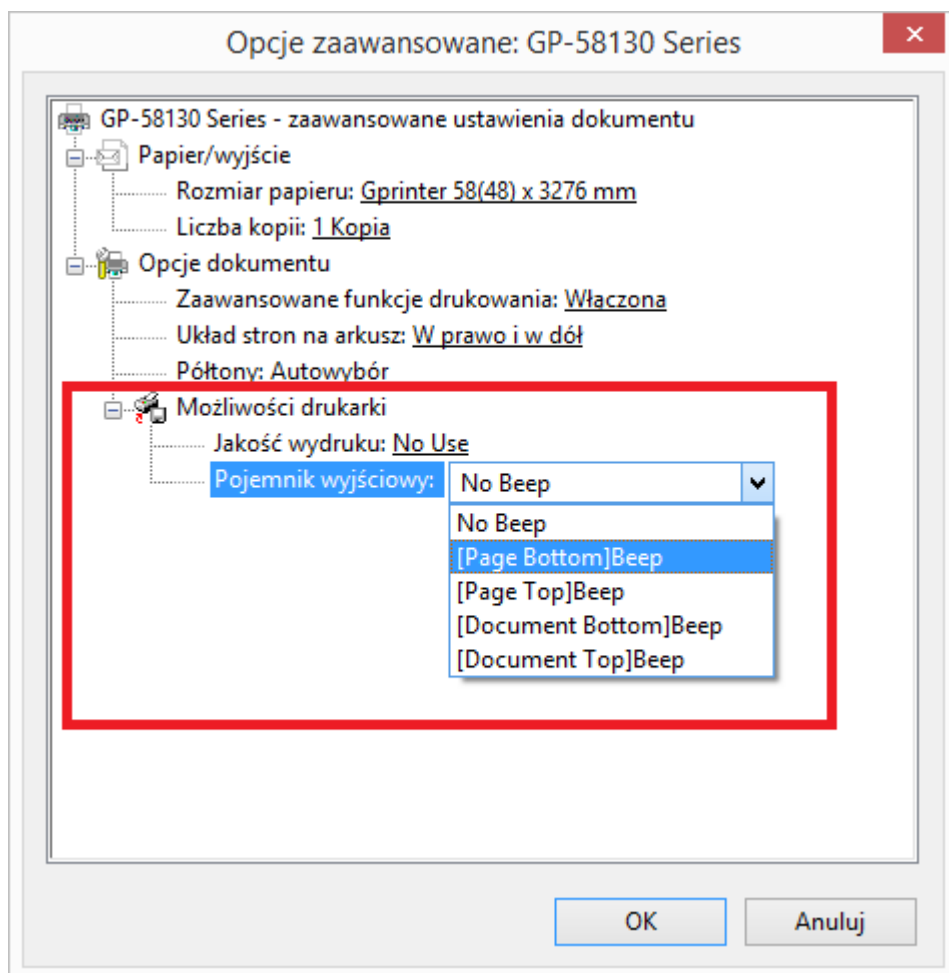 Opcje zaawansowane: GP-58130 Series
GP-58130 Series - zaawansowane ustawienia dokumentu
Papier/wyjście
Rozmiar papieru: Gprinter 58(48) x 3276 mm
Liczba kopii: 1 Kopia
Opcje dokumentu
Zaawansowane funkcje drukowania: Włączona
Układ stron na arkusz: W prawo i w dół
Półtony: Autowybór
Możliwości drukarki
Jakość wydruku: No Use
Pojemnik wyjściowy: No Beep
No Beep
[Page Bottom]Beep
[Page Top]Beep
[Document Bottom]Beep
[Document Top]Beep
OK Anuluj